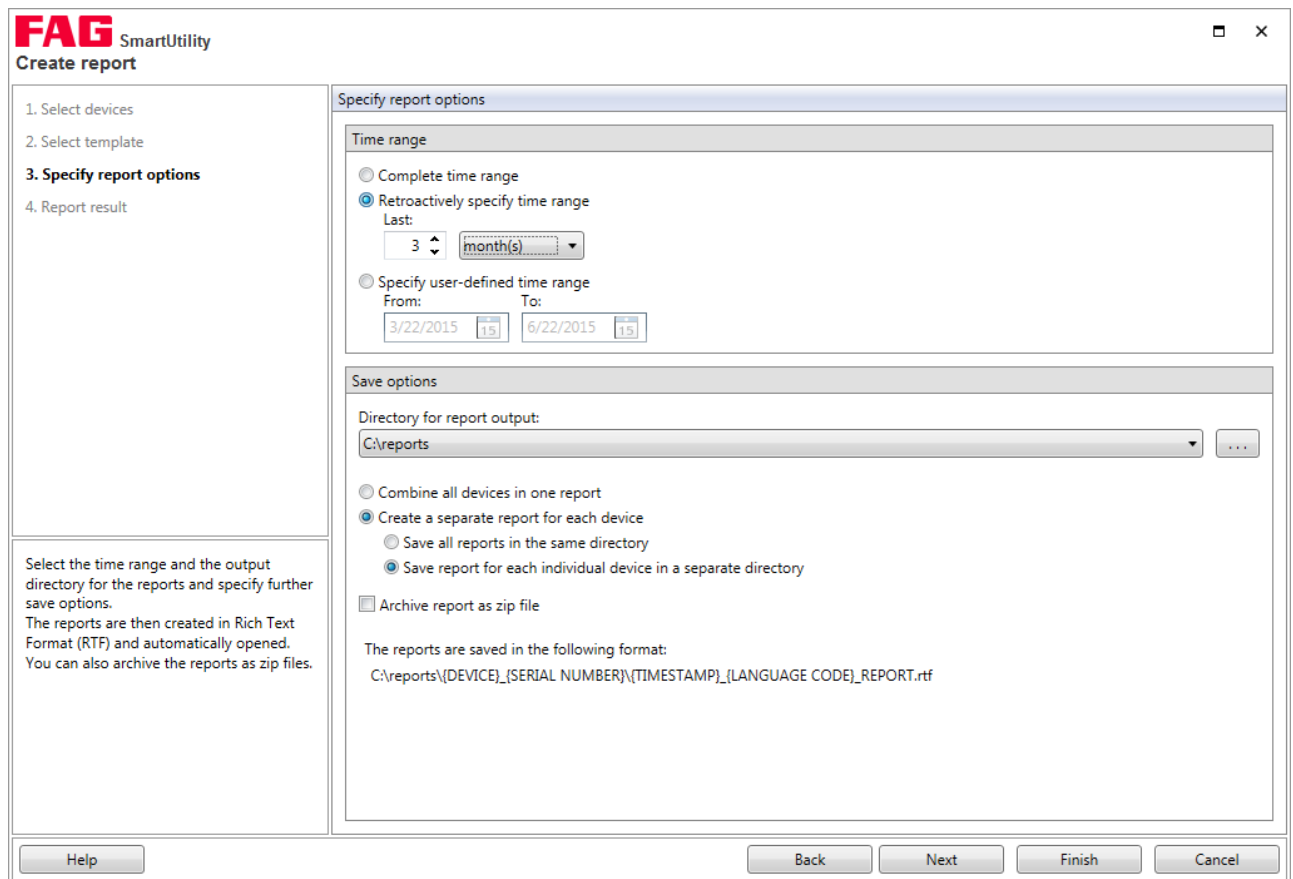 FAG SmartUtility
Create report
1. Select devices
2. Select template
3. Specify report options
4. Report result
Select the time range and the output
directory for the reports and specify further
save options.
The reports are then created in Rich Text
Format (RTF) and automatically opened.
You can also archive the reports as zip files.
Specify report options
Time range
Complete time range
Retroactively specify time range
Last:
3 month(s)
Specify user-defined time range
From: To:
3/22/2015 15 6/22/2015 15
Save options
Directory for report output:
C:\reports ...
Combine all devices in one report
Create a separate report for each device
Save all reports in the same directory
Save report for each individual device in a separate directory
Archive report as zip file
The reports are saved in the following format:
C:\reports\{DEVICE}_{SERIAL NUMBER}\{TIMESTAMP}_{LANGUAGE CODE}_REPORT.rtf
Help Back Next Finish Cancel